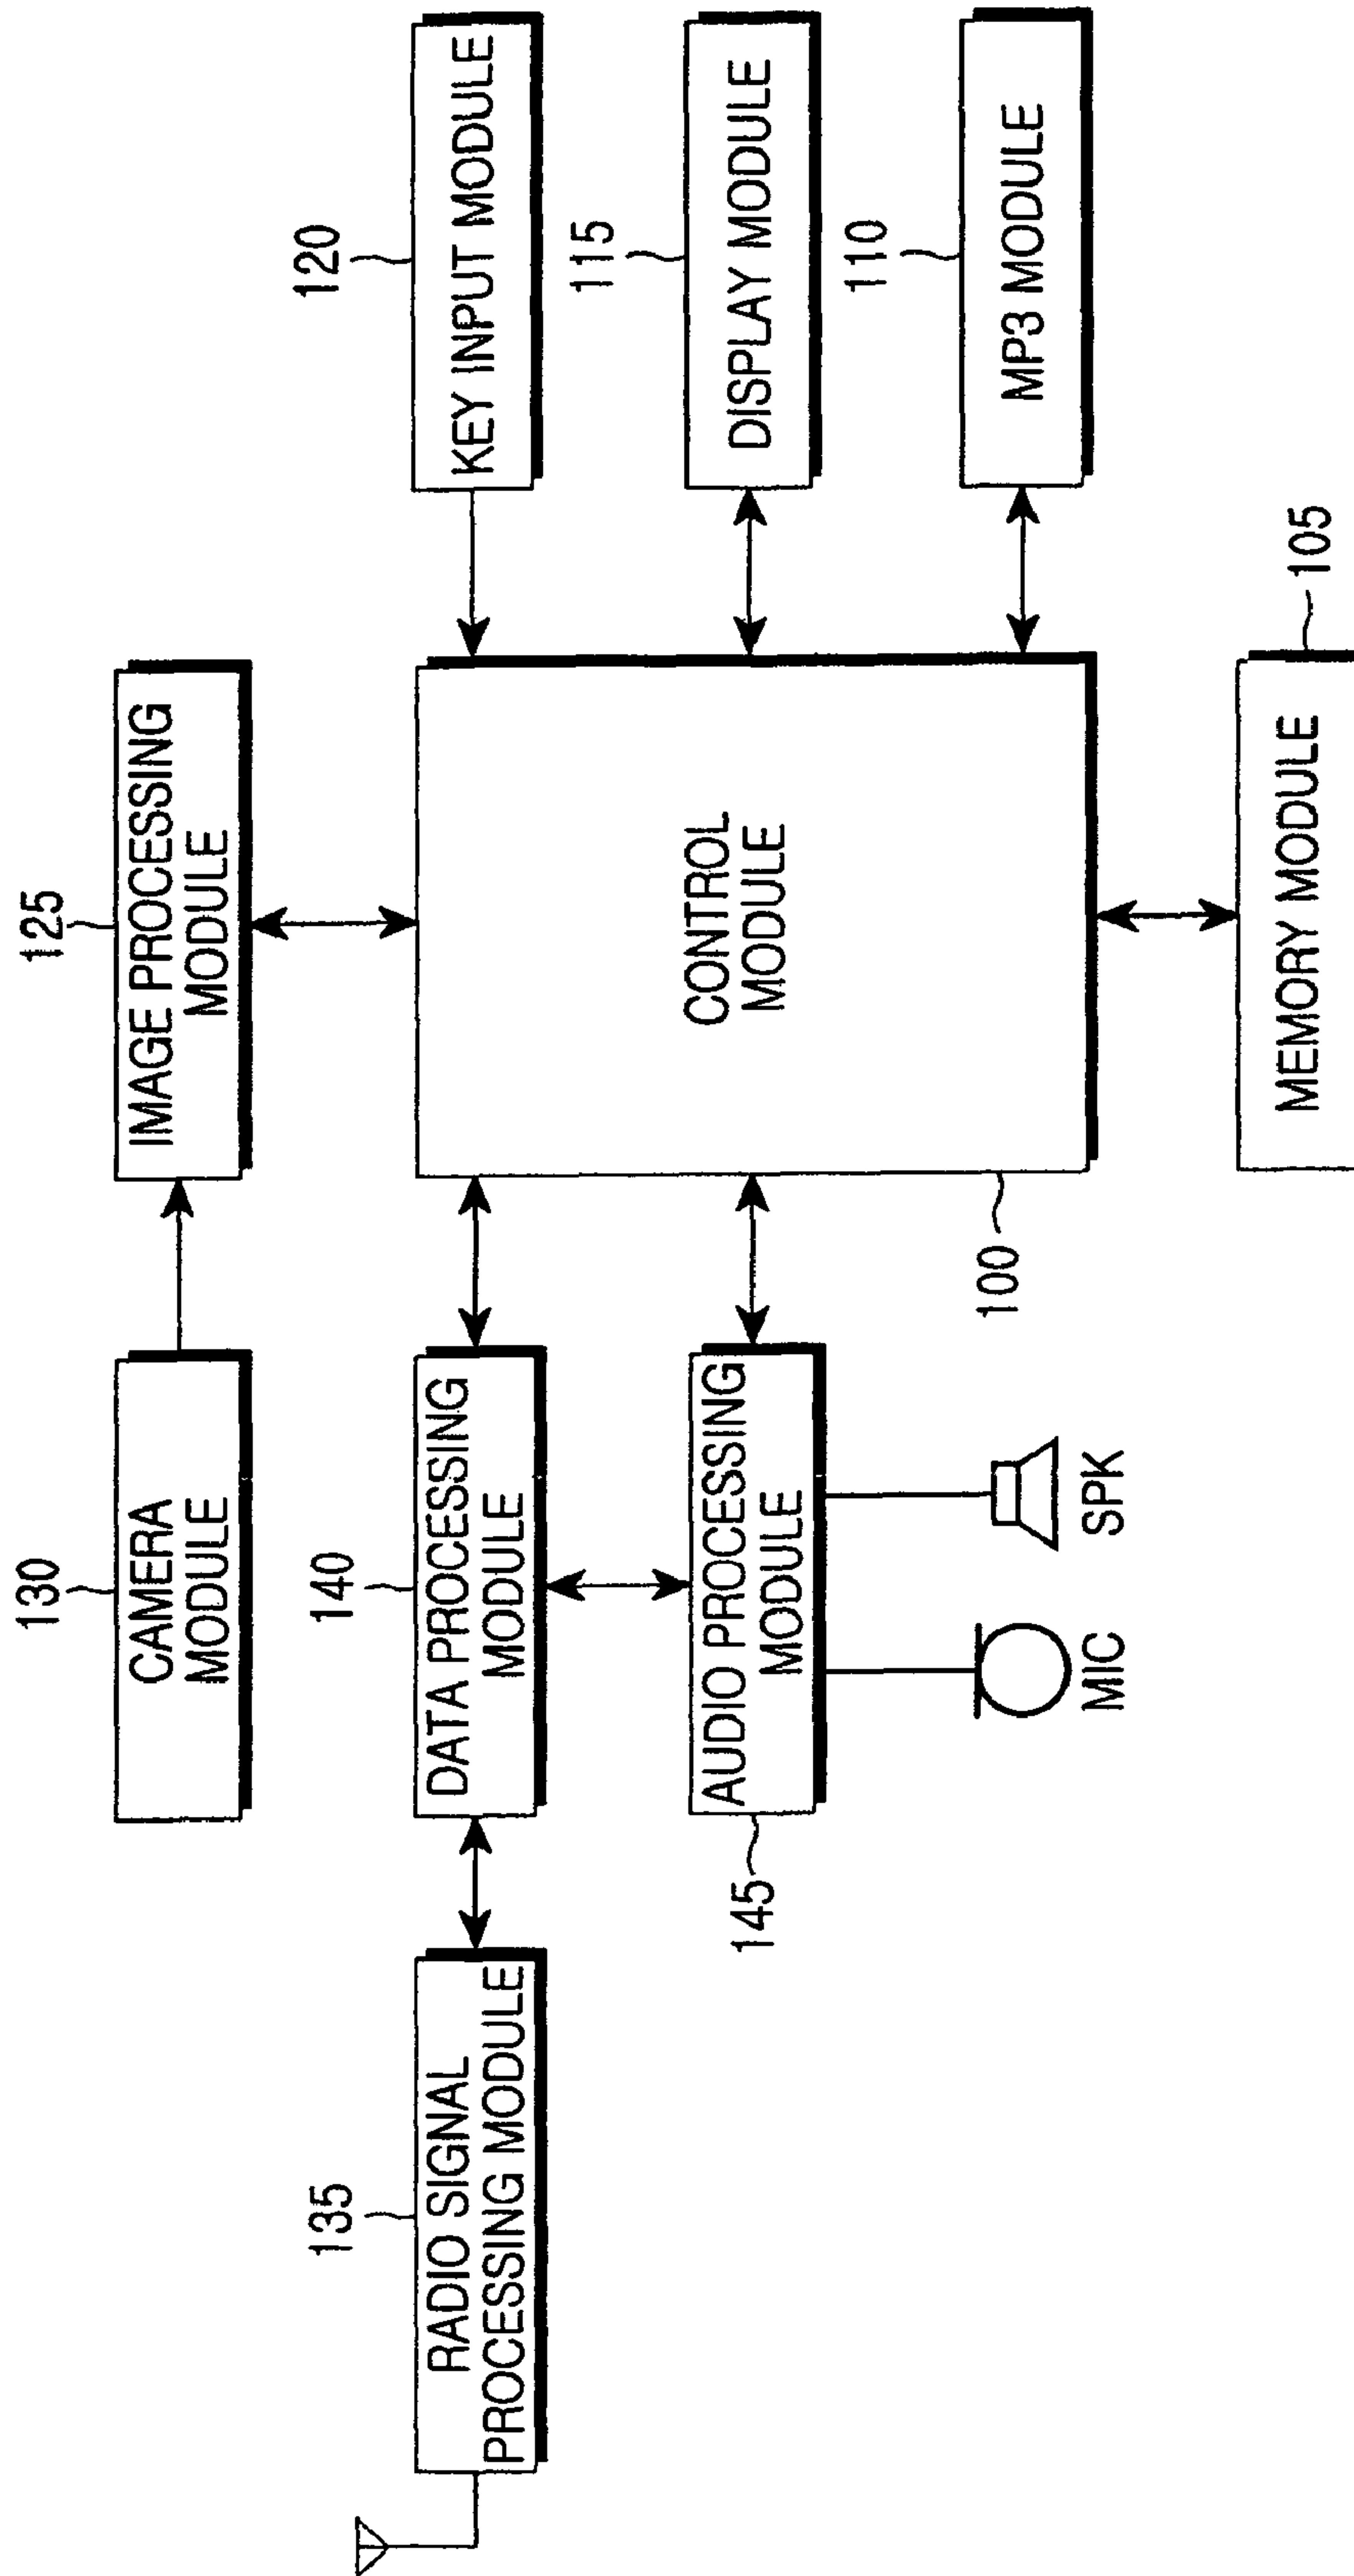 130
CAMERA
MODULE
125
IMAGE PROCESSING
MODULE
135
RADIO SIGNAL
PROCESSING MODULE
140
DATA PROCESSING
MODULE
120
KEY INPUT MODULE
CONTROL
MODULE
100
115
DISPLAY MODULE
145
AUDIO PROCESSING
MODULE
110
MP3 MODULE
MIC
SPK
MEMORY MODULE
105